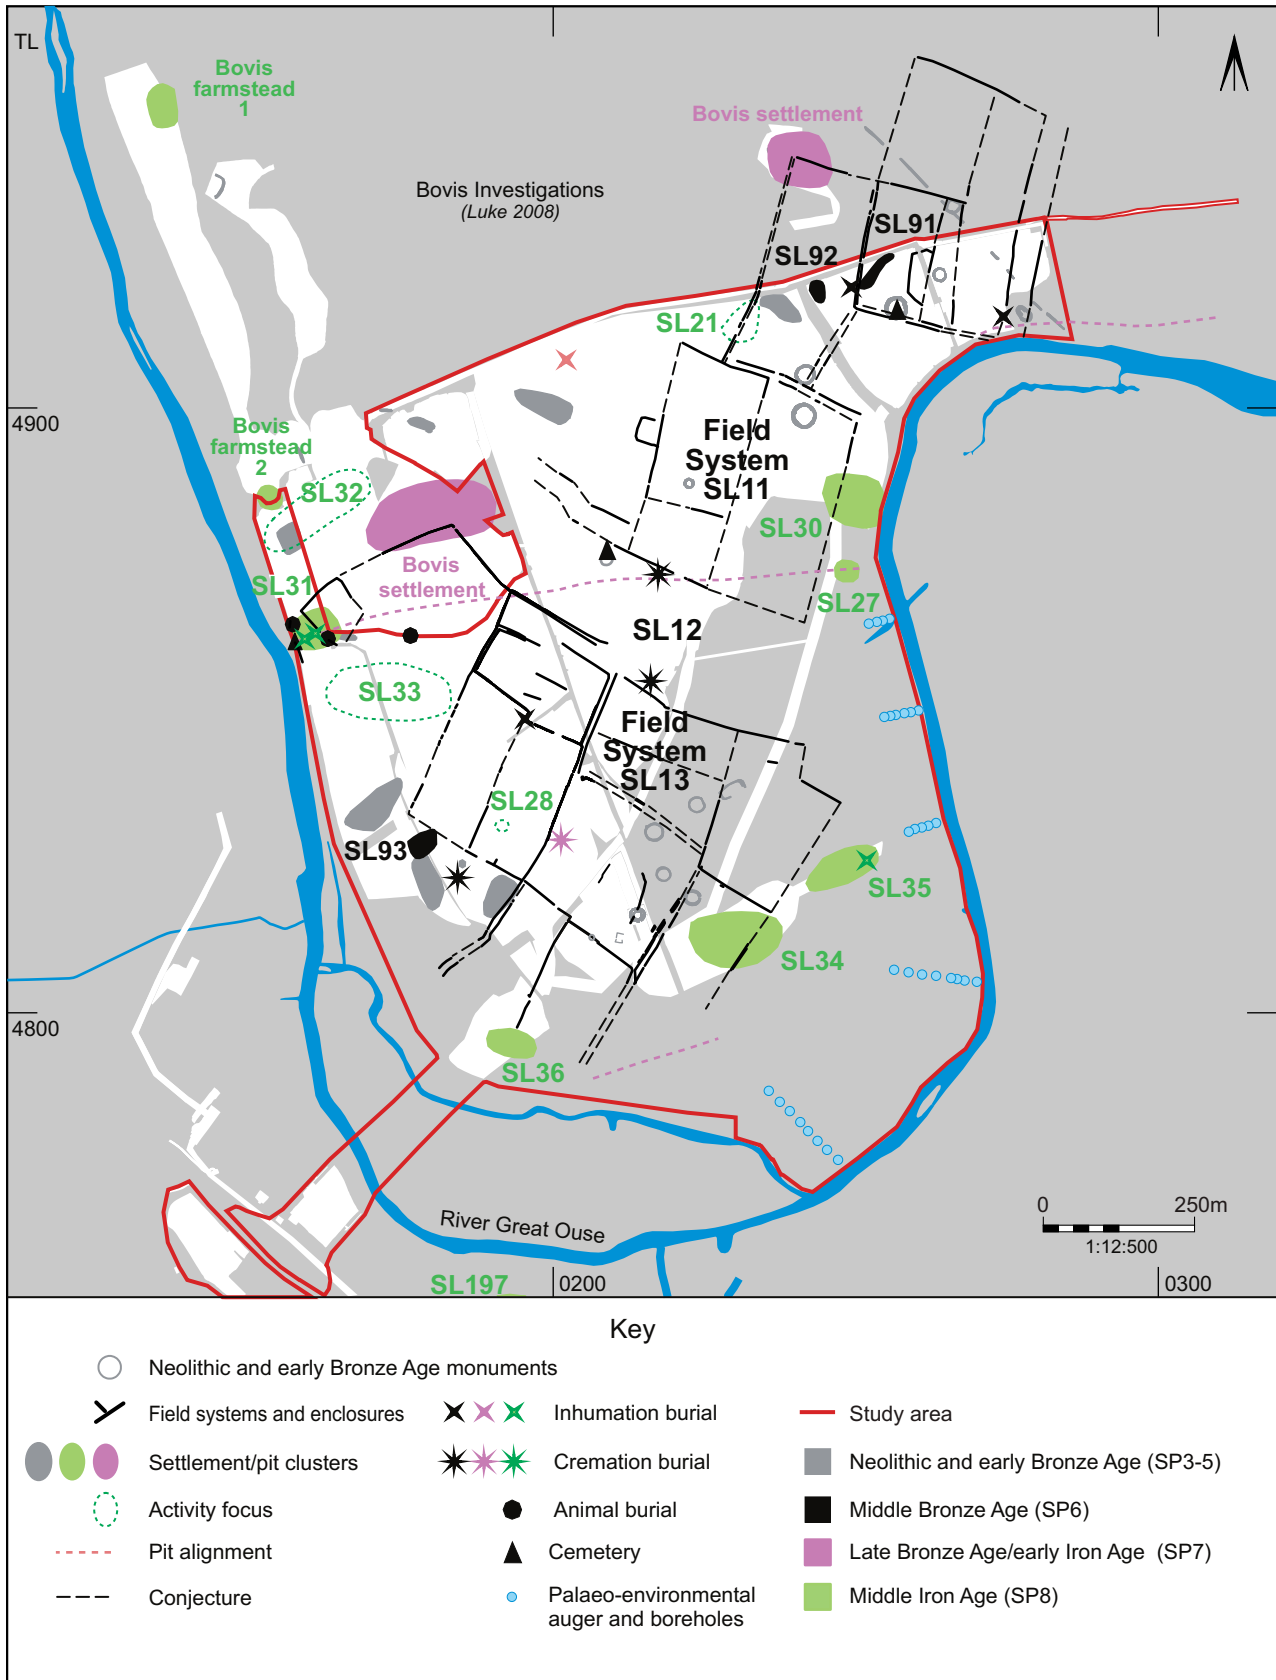 TL
Bovis
farmstead
1
Bovis settlement
Bovis Investigations
(Luke 2008)
SL91
SL92
SL21
4900
Bovis
farmstead
2
Field
System
SL11
SL32
SL30
Bovis
settlement
SL31
SL27
SL12
SL33
Field
System
SL13
SL28
SL93
SL35
SL34
4800
SL36
0
250m
1:12:500
River Great Ouse
SL197
0200
0300
Key
Neolithic and early Bronze Age monuments
Field systems and enclosures
Inhumation burial
Study area
Settlement/pit clusters
Cremation burial
Neolithic and early Bronze Age (SP3-5)
Activity focus
Animal burial
Middle Bronze Age (SP6)
Pit alignment
Cemetery
Late Bronze Age/early Iron Age (SP7)
Conjecture
Palaeo-environmental
auger and boreholes
Middle Iron Age (SP8)